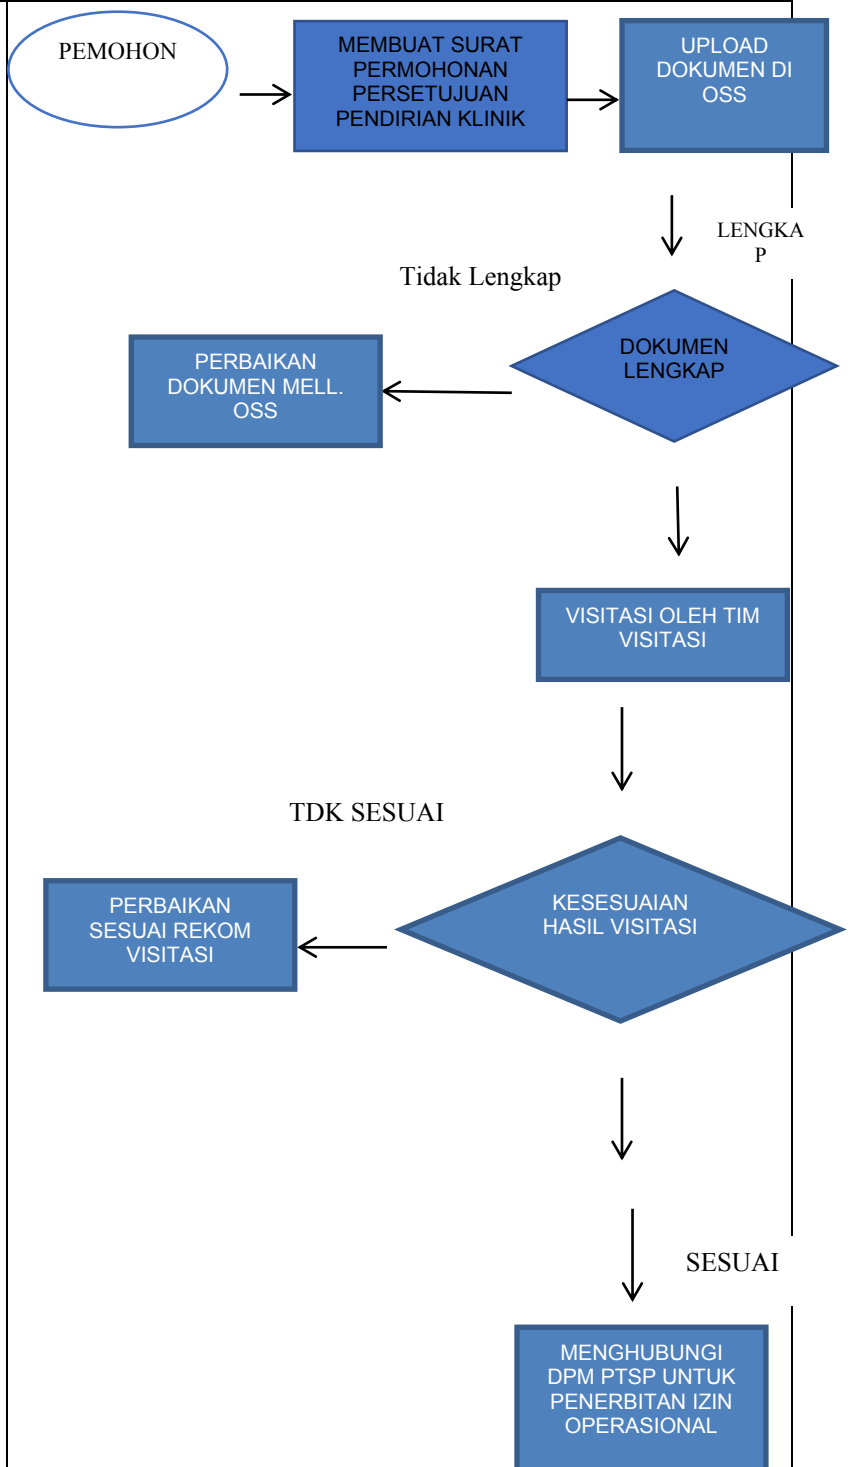 PEMOHON
MEMBUAT SURAT
PERMOHONAN
PERSETUJUAN
PENDIRIAN KLINIK
UPLOAD
DOKUMEN DI
OSS
LENGKA
P
Tidak Lengkap
DOKUMEN
LENGKAP
PERBAIKAN
DOKUMEN MELL.
OSS
VISITASI OLEH TIM
VISITASI
TDK SESUAI
KESESUAIAN
HASIL VISITASI
PERBAIKAN
SESUAI REKOM
VISITASI
SESUAI
MENGHUBUNGI
DPM PTSP UNTUK
PENERBITAN IZIN
OPERASIONAL